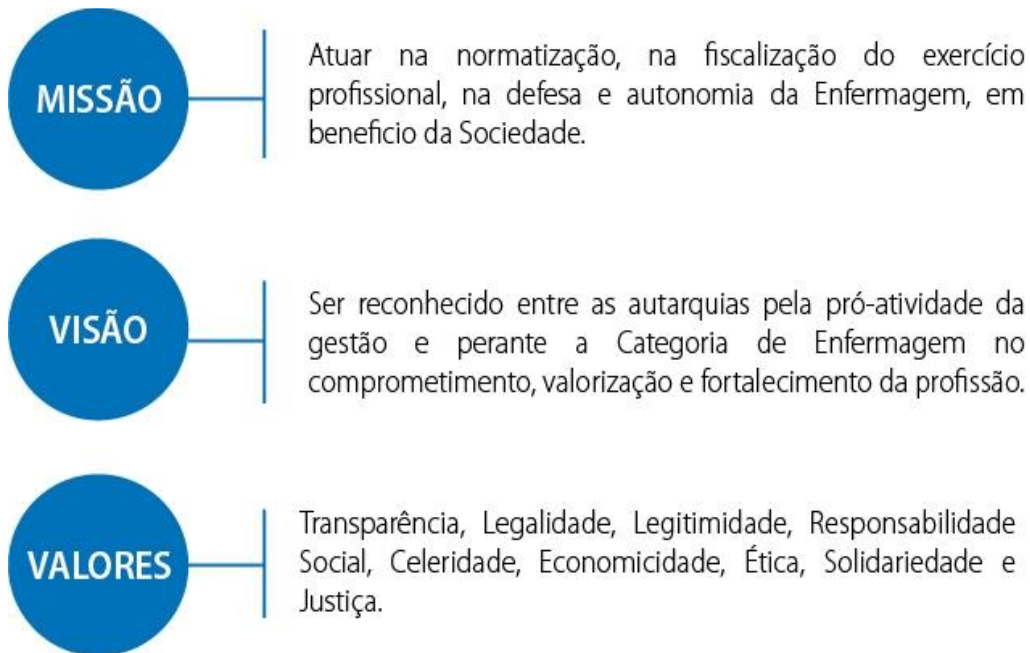 MISSÃO
Atuar na normatização, na fiscalização do exercício
profissional, na defesa e autonomia da Enfermagem, em
beneficio da Sociedade.
VISÃO
Ser reconhecido entre as autarquias pela pró-atividade da
gestão e perante a Categoria de Enfermagem no
comprometimento, valorização e fortalecimento da profissão.
VALORES
Transparência, Legalidade, Legitimidade, Responsabilidade
Social, Celeridade, Economicidade, Ética, Solidariedade e
Justiça.